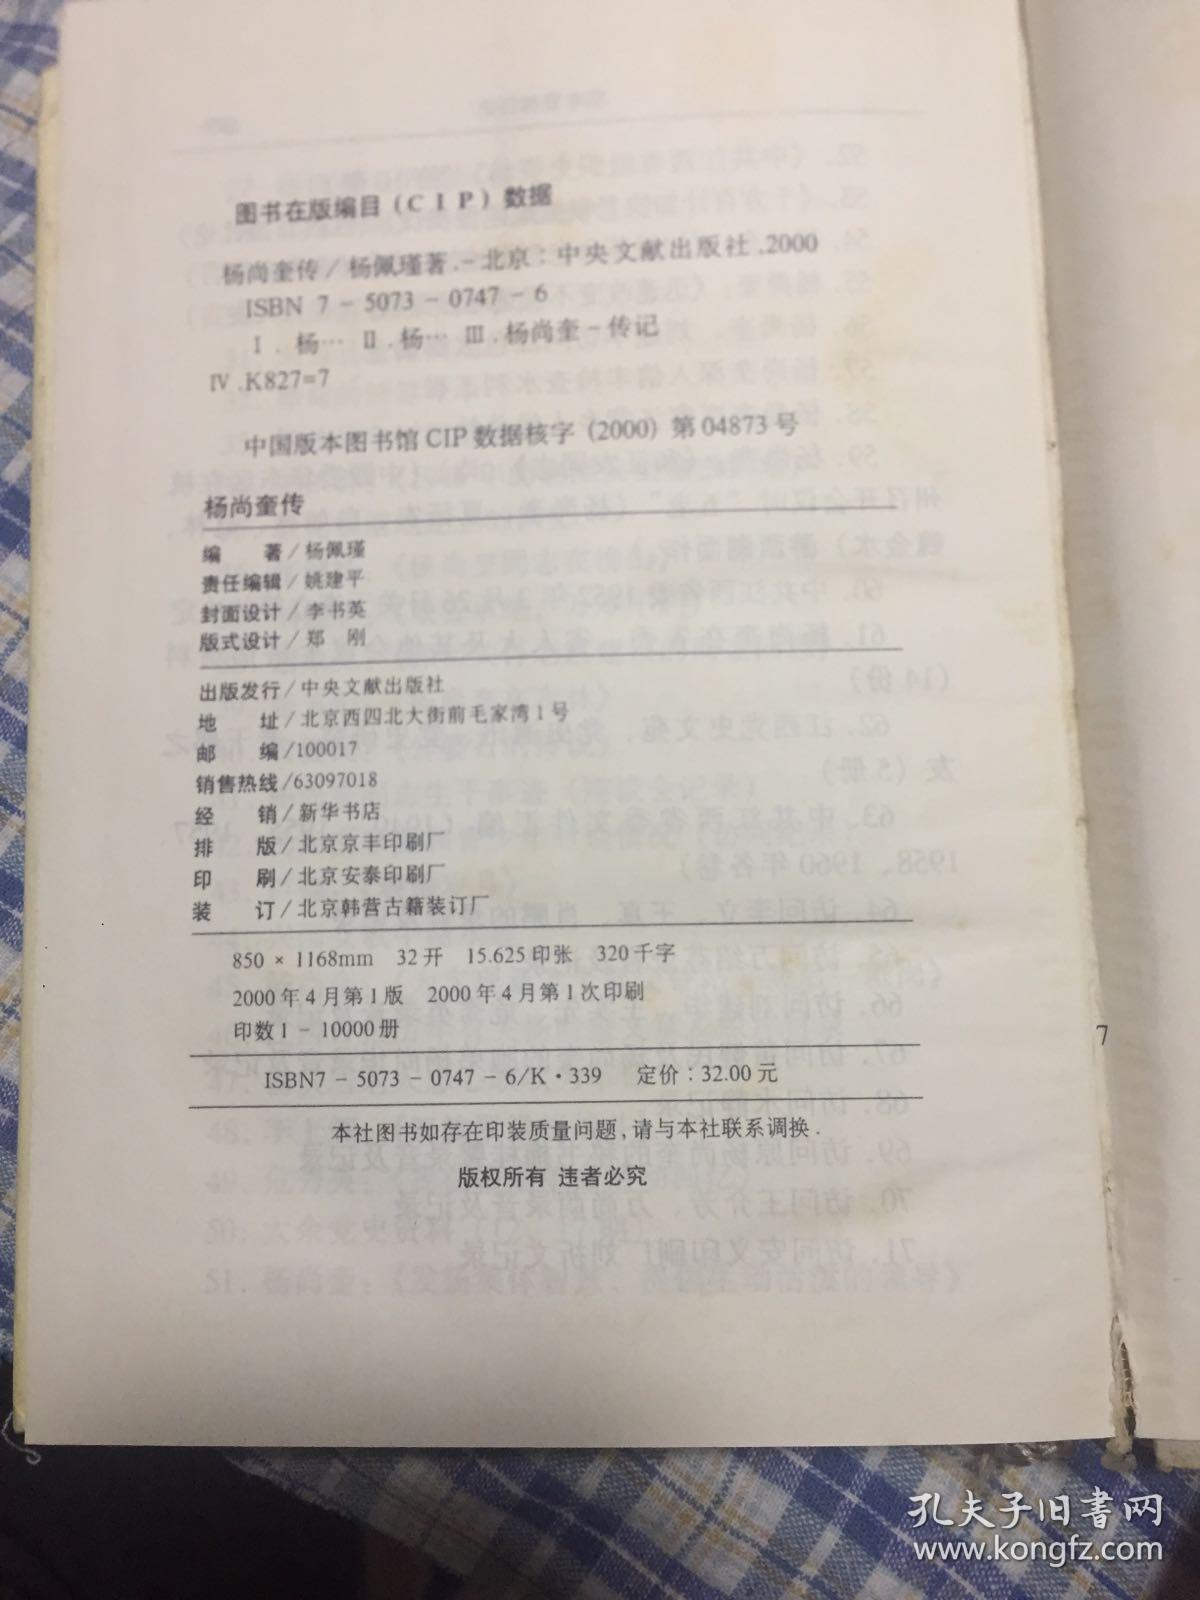 图书在版编目(CIP)数据
杨尚奎传/杨佩瑾著.-北京:中央文献出版社,2000
ISBN 7-5073-0747-6
Ⅰ.杨… Ⅱ.杨… Ⅲ.杨尚奎-传记
Ⅳ.K827=7
中国版本图书馆CIP数据核字(2000)第04873号
杨尚奎传
编 著/杨佩瑾
责任编辑/姚建平
封面设计/李书英
版式设计/郑 刚
出版发行/中央文献出版社
地 址/北京西四北大街前毛家湾1号
邮 编/100017
销售热线/63097018
经 销/新华书店
排 版/北京京丰印刷厂
印 刷/北京安泰印刷厂
装 订/北京韩营古籍装订厂
850×1168mm 32开 15.625印张 320千字
2000年4月第1版 2000年4月第1次印刷
印数1-10000册
ISBN7-5073-0747-6/K·339 定价:32.00元
本社图书如存在印装质量问题,请与本社联系调换.
版权所有 违者必究
7
孔夫子旧书网
www.kongfz.com